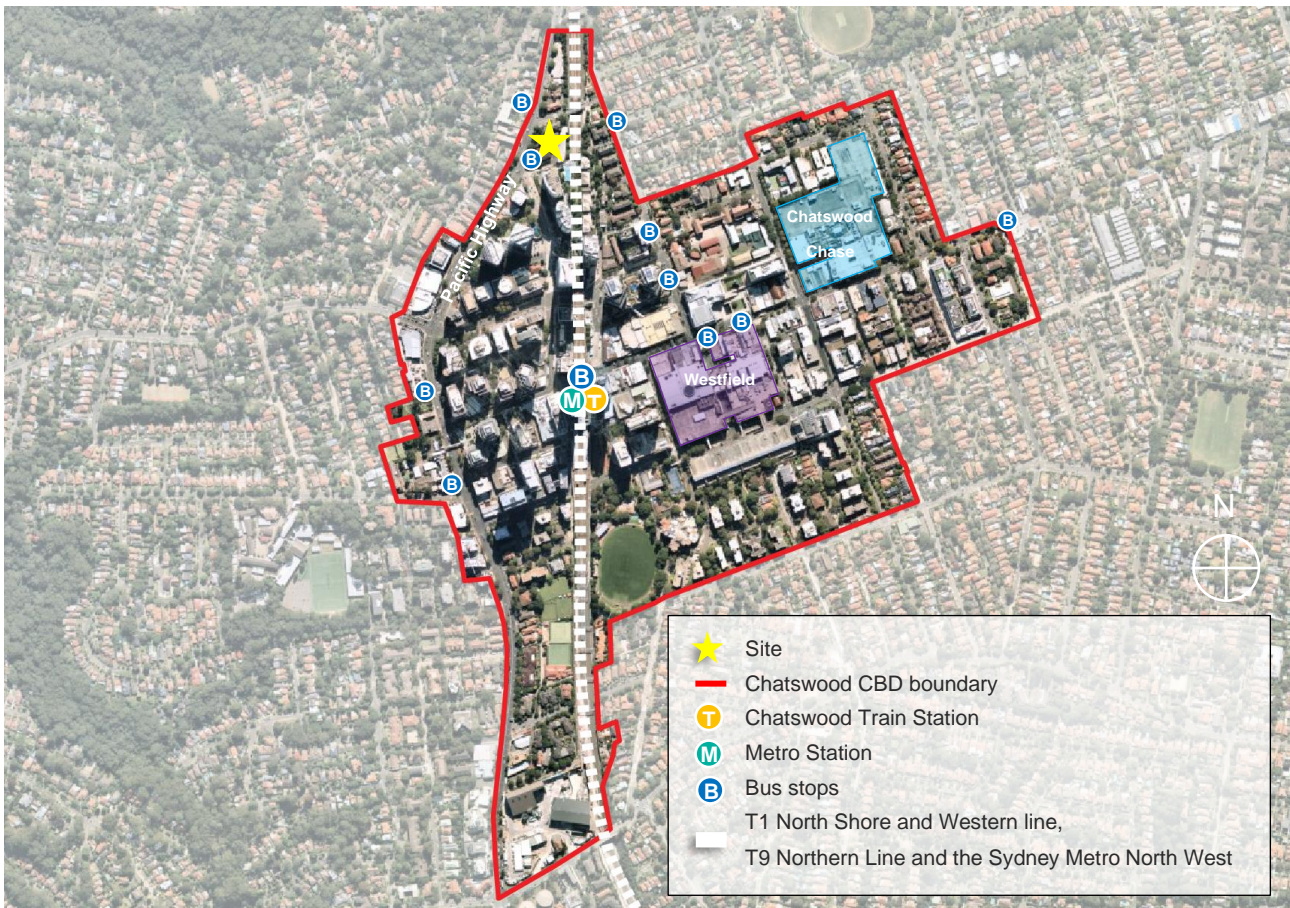 B
B
B
Pacific Highway
B
Chatswood
Chase
B
B
B
B
Westfield
B
M
T
B
B
N
Site
Chatswood CBD boundary
T
Chatswood Train Station
M
Metro Station
B
Bus stops
T1 North Shore and Western line,
T9 Northern Line and the Sydney Metro North West